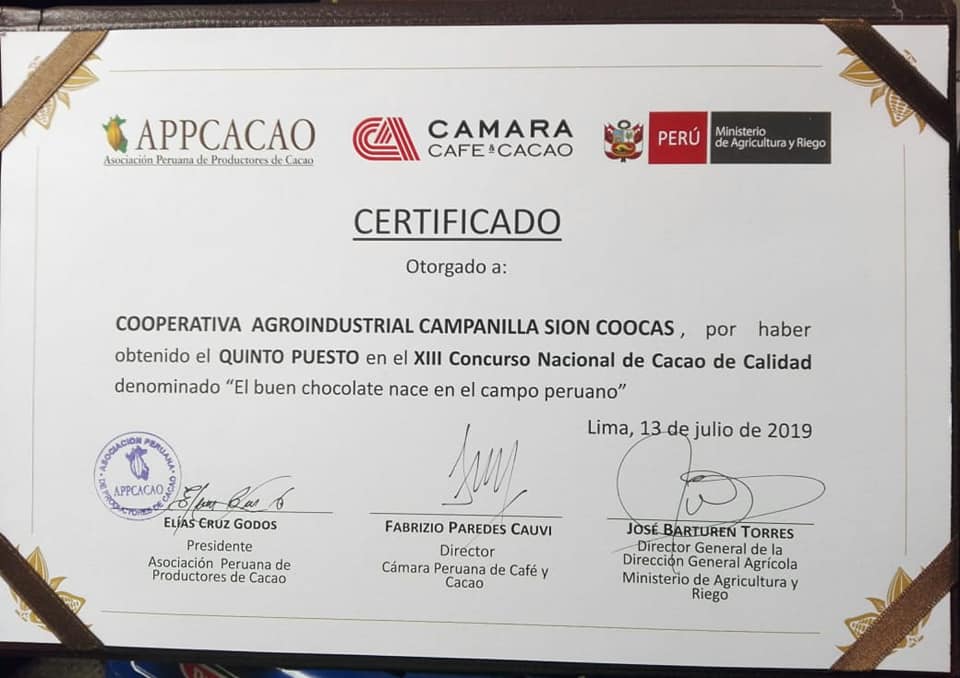 APPCACAO
Asociación Peruana de Productores de Cacao
CAMARA
CAFE & CACAO
PERÚ
Ministerio
de Agricultura y Riego
CERTIFICADO
Otorgado a:
COOPERATIVA AGROINDUSTRIAL CAMPANILLA SION COOCAS , por haber
obtenido el QUINTO PUESTO en el XIII Concurso Nacional de Cacao de Calidad
denominado “El buen chocolate nace en el campo peruano”
Lima, 13 de julio de 2019
ASOCIACIÓN PERUANA
APPCACAO
DE PRODUCTORES DE CACAO
ELÍAS CRUZ GODOS
Presidente
Asociación Peruana de
Productores de Cacao
FABRIZIO PAREDES CAUVI
Director
Cámara Peruana de Café y
Cacao
JOSÉ BARTUREN TORRES
Director General de la
Dirección General Agrícola
Ministerio de Agricultura y
Riego